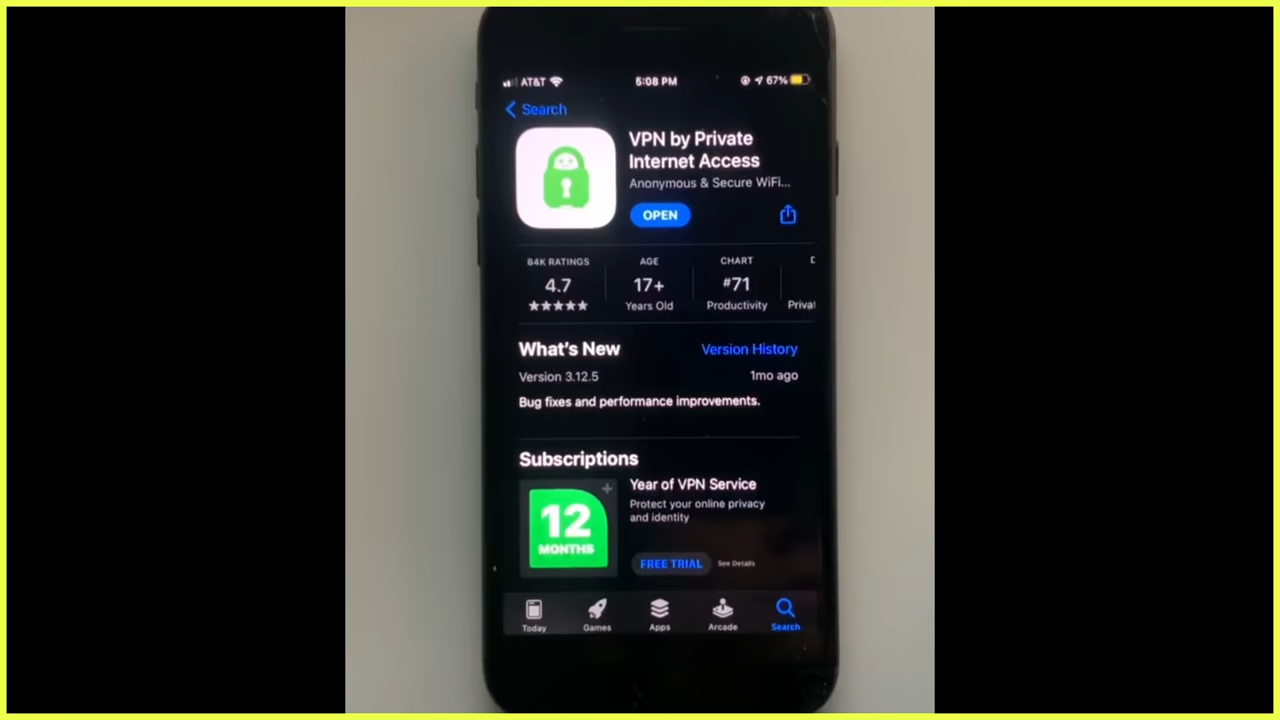 AT&T 5:08 PM 67%
Search
VPN by Private
Internet Access
Anonymous & Secure WiFi...
OPEN
84K RATINGS AGE CHART
4.7 17+ #71
Years Old Productivity Privat
What's New Version History
Version 3.12.5 1mo ago
Bug fixes and performance improvements.
Subscriptions
Year of VPN Service
Protect your online privacy
and identity
12
MONTHS
FREE TRIAL See Details
Today Games Apps Arcade Search